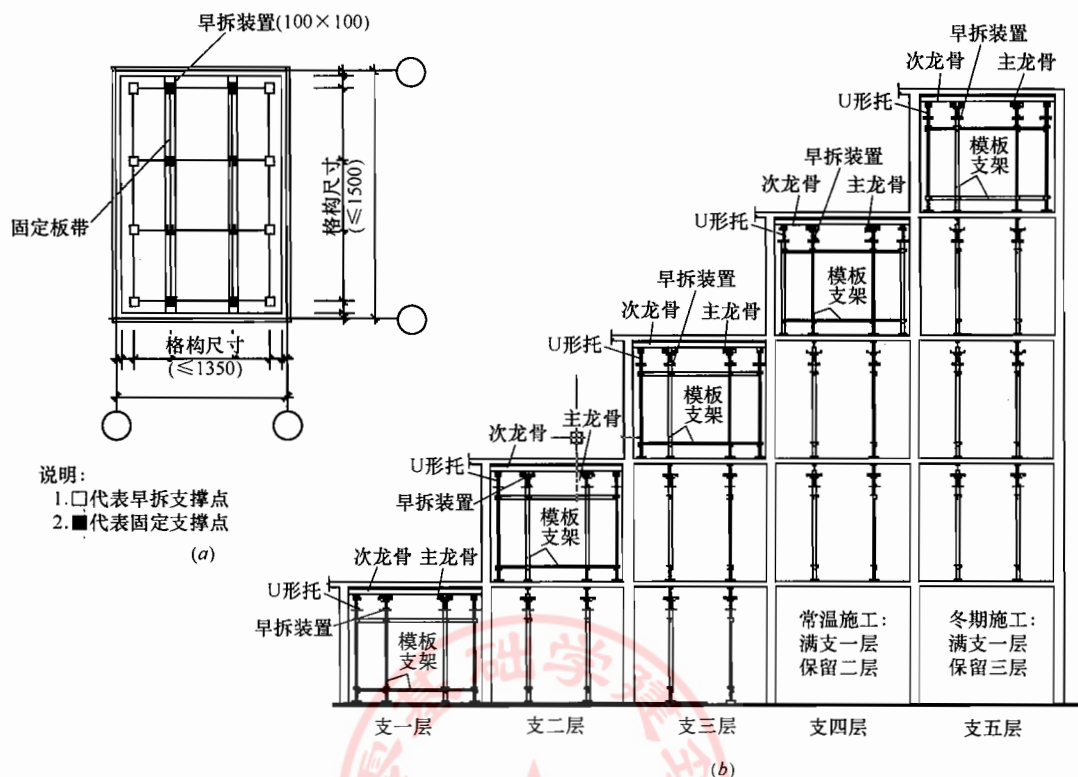 早拆装置(100×100)
固定板带
格构尺寸
(≤1500)
格构尺寸
(≤1350)
说明：
1.□代表早拆支撑点
2.■代表固定支撑点
(a)
早拆装置
次龙骨
主龙骨
U形托
模板
支架
早拆装置
次龙骨
主龙骨
U形托
模板
支架
早拆装置
次龙骨
主龙骨
U形托
模板
支架
次龙骨
主龙骨
U形托
早拆装置
模板
支架
次龙骨
主龙骨
U形托
早拆装置
模板
支架
常温施工：
满支一层
保留二层
冬期施工：
满支一层
保留三层
支一层
支二层
支三层
支四层
支五层
(b)